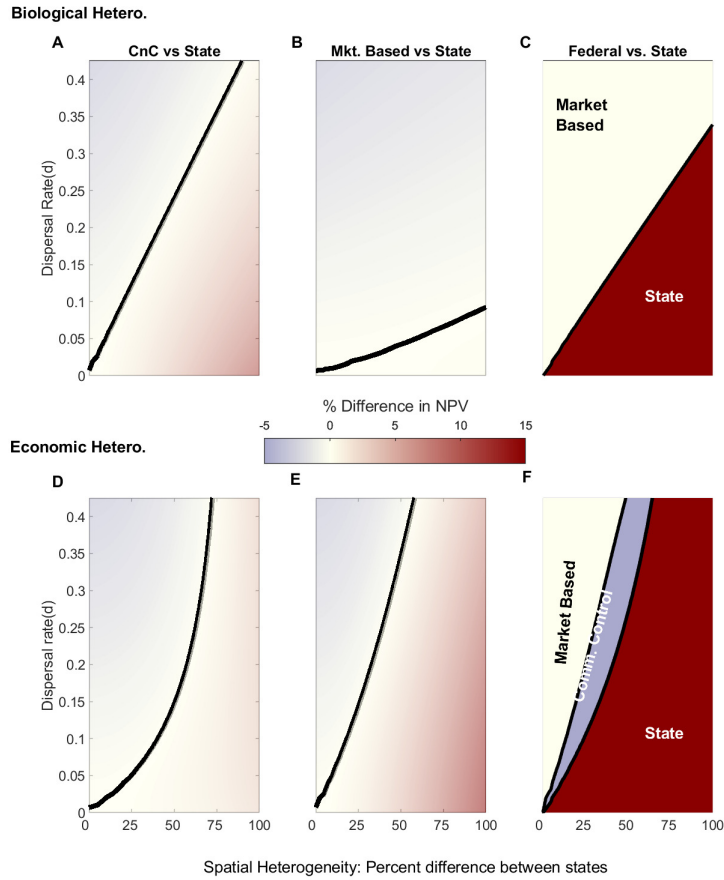 Biological Hetero.
A B C
CnC vs State Mkt. Based vs State Federal vs. State
0.4
0.35
0.3
0.25
0.2
0.15
0.1
0.05
0
Dispersal Rate(d)
Market
Based
State
% Difference in NPV
-5 0 5 10 15
Economic Hetero.
D E F
0.4
0.35
0.3
0.25
0.2
0.15
0.1
0.05
0
Dispersal rate(d)
Market Based
Comm. Control
State
0 25 50 75 100 0 25 50 75 100 0 25 50 75 100
Spatial Heterogeneity: Percent difference between states